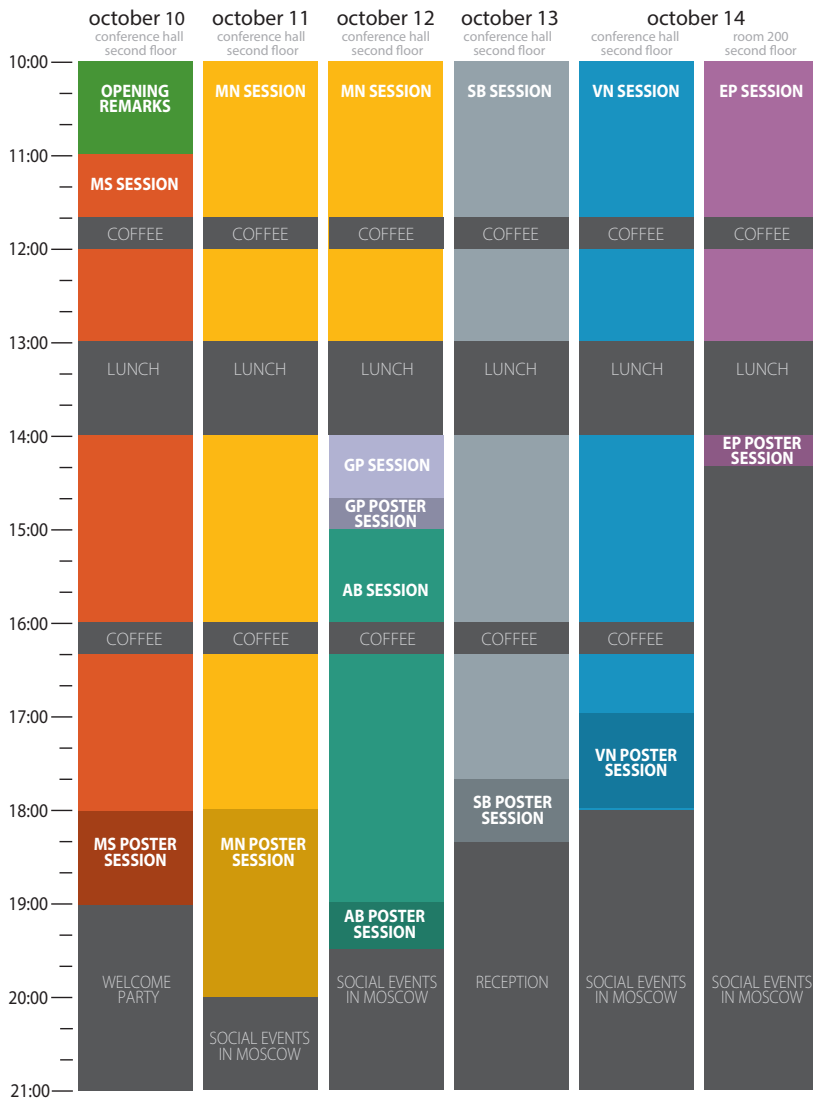 october 10
conference hall
second floor
october 11
conference hall
second floor
october 12
conference hall
second floor
october 13
conference hall
second floor
october 14
conference hall
second floor
room 200
second floor
10:00
11:00
12:00
13:00
14:00
15:00
16:00
17:00
18:00
19:00
20:00
21:00
OPENING
REMARKS
MS SESSION
COFFEE
LUNCH
COFFEE
MS POSTER
SESSION
WELCOME
PARTY
MN SESSION
COFFEE
LUNCH
COFFEE
MN POSTER
SESSION
SOCIAL EVENTS
IN MOSCOW
MN SESSION
COFFEE
LUNCH
GP SESSION
GP POSTER
SESSION
AB SESSION
COFFEE
AB POSTER
SESSION
SOCIAL EVENTS
IN MOSCOW
SB SESSION
COFFEE
LUNCH
COFFEE
SB POSTER
SESSION
RECEPTION
VN SESSION
COFFEE
LUNCH
COFFEE
VN POSTER
SESSION
SOCIAL EVENTS
IN MOSCOW
EP SESSION
COFFEE
LUNCH
EP POSTER
SESSION
SOCIAL EVENTS
IN MOSCOW